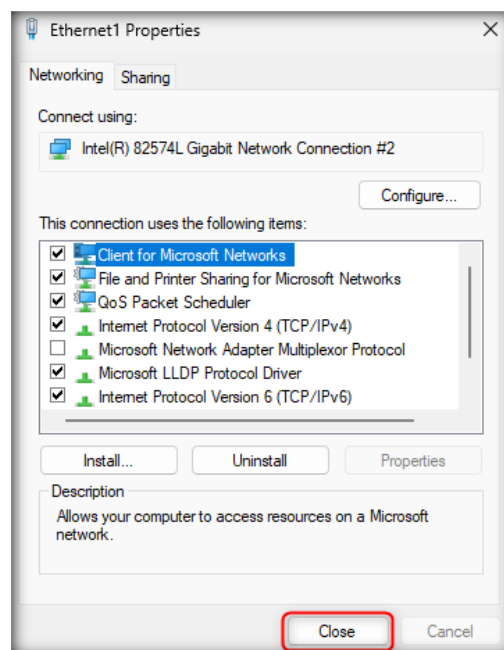 Ethernet1 Properties
Networking Sharing
Connect using:
Intel(R) 82574L Gigabit Network Connection #2
Configure...
This connection uses the following items:
Client for Microsoft Networks
File and Printer Sharing for Microsoft Networks
QoS Packet Scheduler
Internet Protocol Version 4 (TCP/IPv4)
Microsoft Network Adapter Multiplexor Protocol
Microsoft LLDP Protocol Driver
Internet Protocol Version 6 (TCP/IPv6)
Install... Uninstall Properties
Description
Allows your computer to access resources on a Microsoft
network.
Close Cancel